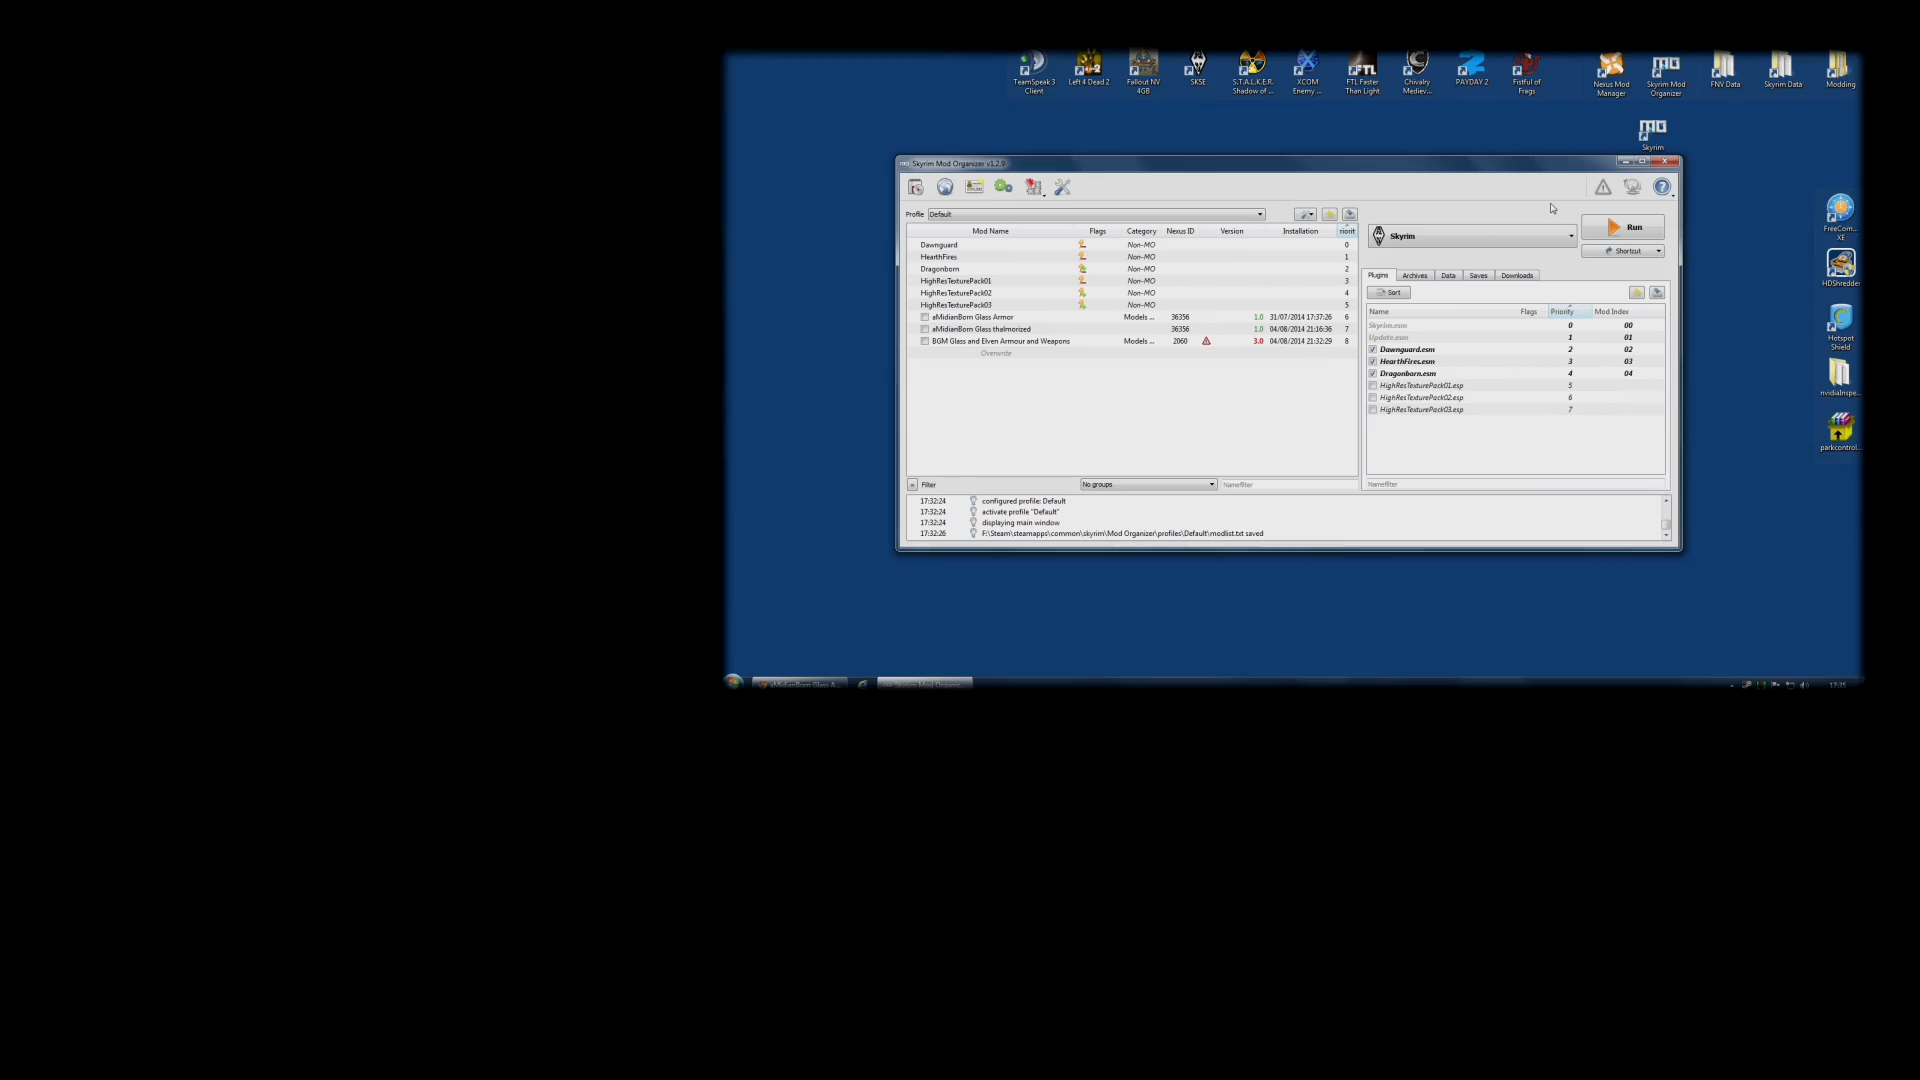 TeamSpeak 3
Client
Left 4 Dead 2
Fallout NV
4GB
SKSE
S.T.A.L.K.E.R.
Shadow of ...
XCOM
Enemy ...
FTL
FTL Faster
Than Light
Chivalry
Mediev...
PAYDAY 2
Fistful of
Frags
Nexus Mod
Manager
Skyrim Mod
Organizer
FNV Data
Skyrim Data
Modding
Skyrim
Skyrim Mod Organizer v1.2.9
Profile Default
Mod Name Flags Category Nexus ID Version Installation riorit
Dawnguard Non-MO 0
HearthFires Non-MO 1
Dragonborn Non-MO 2
HighResTexturePack01 Non-MO 3
HighResTexturePack02 Non-MO 4
HighResTexturePack03 Non-MO 5
aMidianBorn Glass Armor Models ... 36356 1.0 31/07/2014 17:37:26 6
aMidianBorn Glass thalmorized 36356 1.0 04/08/2014 21:16:36 7
BGM Glass and Elven Armour and Weapons Models ... 2060 3.0 04/08/2014 21:32:29 8
Overwrite
Filter No groups Namefilter
17:32:24 configured profile: Default
17:32:24 activate profile "Default"
17:32:24 displaying main window
17:32:26 F:\Steam\steamapps\common\skyrim\Mod Organizer\profiles\Default\modlist.txt saved
Skyrim
Run
Shortcut
Plugins Archives Data Saves Downloads
Sort
Name Flags Priority Mod Index
Skyrim.esm 0 00
Update.esm 1 01
Dawnguard.esm 2 02
HearthFires.esm 3 03
Dragonborn.esm 4 04
HighResTexturePack01.esp 5
HighResTexturePack02.esp 6
HighResTexturePack03.esp 7
Namefilter
FreeCom...
XE
HDShredder
Hotspot
Shield
nvidiaInspe...
parkcontrol...
aMidianBorn Glass A...
Skyrim Mod Organiz...
17:35